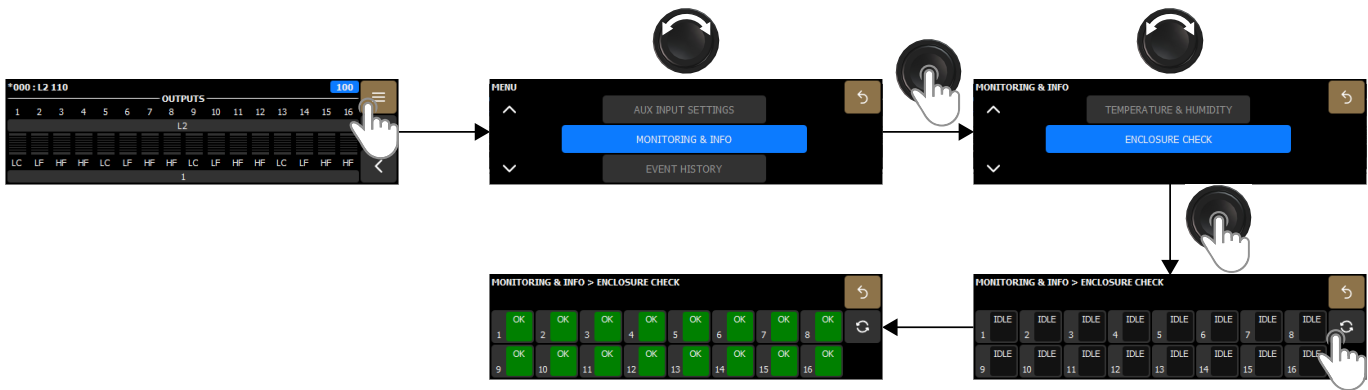 *000 : L2 110 100
OUTPUTS
1 2 3 4 5 6 7 8 9 10 11 12 13 14 15 16
L2
LC LF HF HF LC LF HF HF LC LF HF HF LC LF HF HF
1
MENU
AUX INPUT SETTINGS
MONITORING & INFO
EVENT HISTORY
MONITORING & INFO
TEMPERATURE & HUMIDITY
ENCLOSURE CHECK
MONITORING & INFO > ENCLOSURE CHECK
OK OK OK OK OK OK OK OK
1 2 3 4 5 6 7 8
OK OK OK OK OK OK OK OK
9 10 11 12 13 14 15 16
MONITORING & INFO > ENCLOSURE CHECK
IDLE IDLE IDLE IDLE IDLE IDLE IDLE IDLE
1 2 3 4 5 6 7 8
IDLE IDLE IDLE IDLE IDLE IDLE IDLE IDLE
9 10 11 12 13 14 15 16